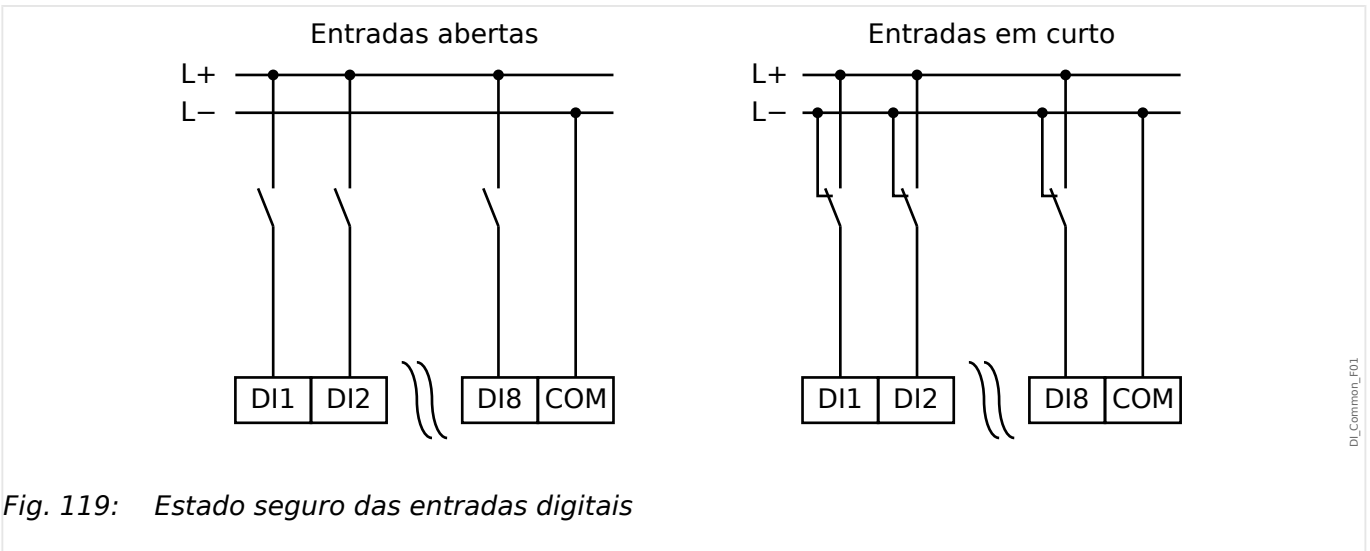 Entradas abertas
L+
L−
DI1 DI2 DI8 COM
Entradas em curto
L+
L−
DI1 DI2 DI8 COM
DI_Common_F01
Fig. 119: Estado seguro das entradas digitais